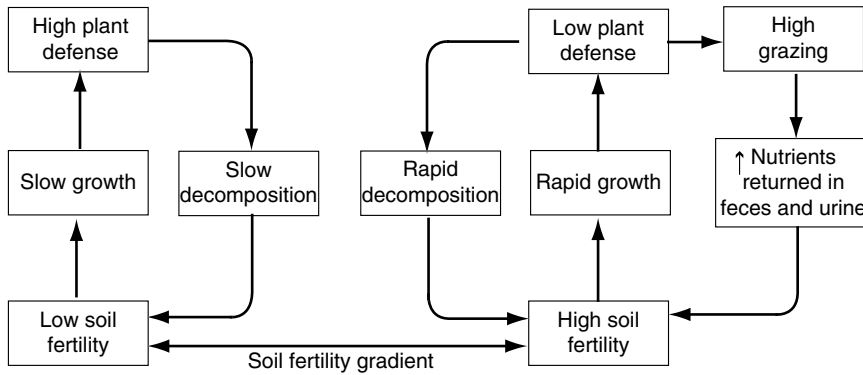 High plant
defense
Low plant
defense
High
grazing
Slow growth
Slow
decomposition
Rapid
decomposition
Rapid growth
↑ Nutrients
returned in
feces and urine
Low soil
fertility
Soil fertility gradient
High soil
fertility